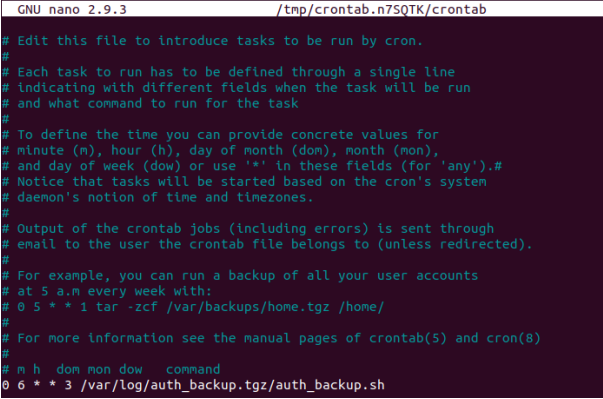 GNU nano 2.9.3 /tmp/crontab.n7SQTK/crontab
# Edit this file to introduce tasks to be run by cron.
#
# Each task to run has to be defined through a single line
# indicating with different fields when the task will be run
# and what command to run for the task
#
# To define the time you can provide concrete values for
# minute (m), hour (h), day of month (dom), month (mon),
# and day of week (dow) or use '*' in these fields (for 'any').#
# Notice that tasks will be started based on the cron's system
# daemon's notion of time and timezones.
#
# Output of the crontab jobs (including errors) is sent through
# email to the user the crontab file belongs to (unless redirected).
#
# For example, you can run a backup of all your user accounts
# at 5 a.m every week with:
# 0 5 * * 1 tar -zcf /var/backups/home.tgz /home/
#
# For more information see the manual pages of crontab(5) and cron(8)
#
# m h  dom mon dow   command
0 6 * * 3 /var/log/auth_backup.tgz/auth_backup.sh